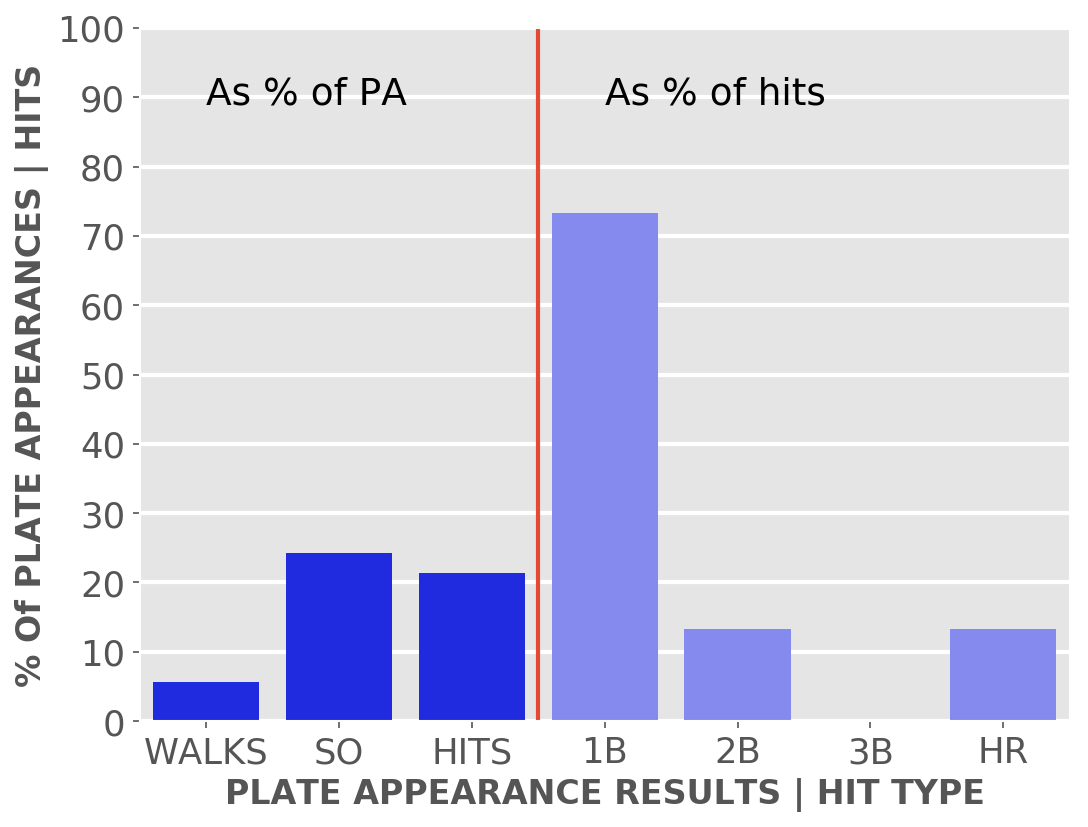 100
90
80
70
60
50
40
30
20
10
0
% Of PLATE APPEARANCES | HITS
As % of PA
As % of hits
WALKS SO HITS 1B 2B 3B HR
PLATE APPEARANCE RESULTS | HIT TYPE